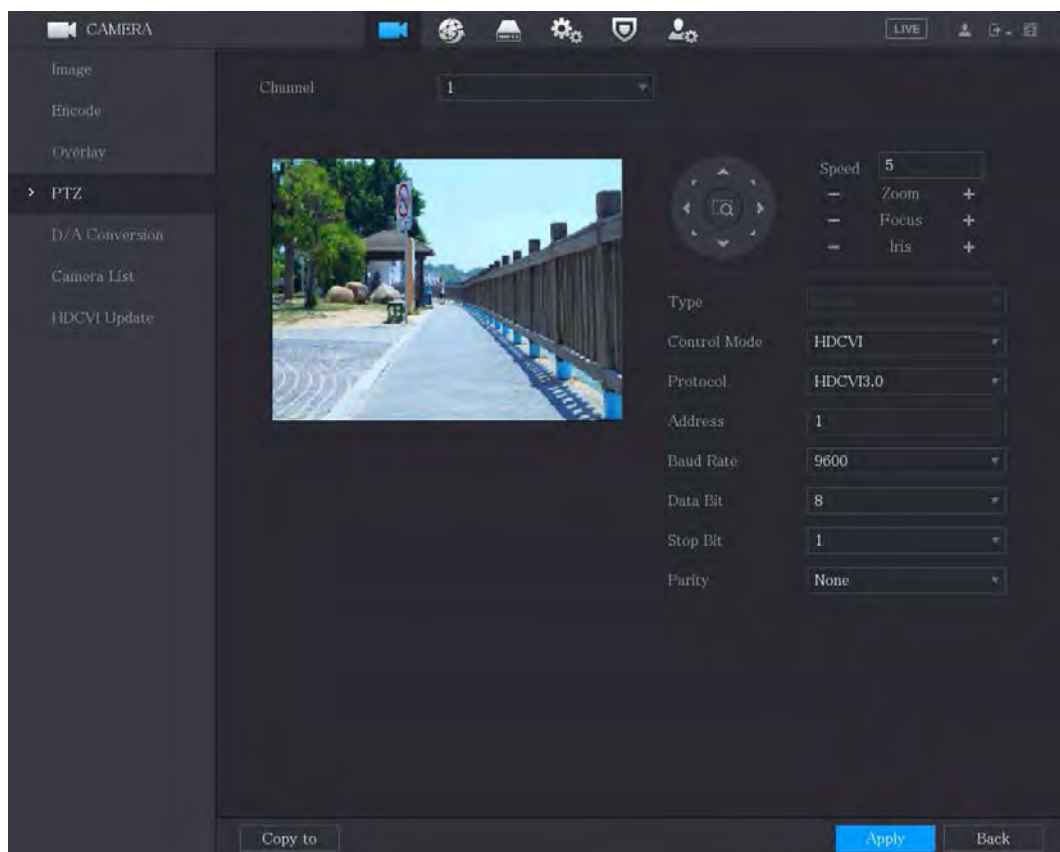 CAMERA
LIVE
Image
Encode
Overlay
PTZ
D/A Conversion
Camera List
HDCVI Update
Channel 1
Speed 5
Zoom
Focus
Iris
Type
Control Mode HDCVI
Protocol HDCVI3.0
Address 1
Baud Rate 9600
Data Bit 8
Stop Bit 1
Parity None
Copy to
Apply
Back